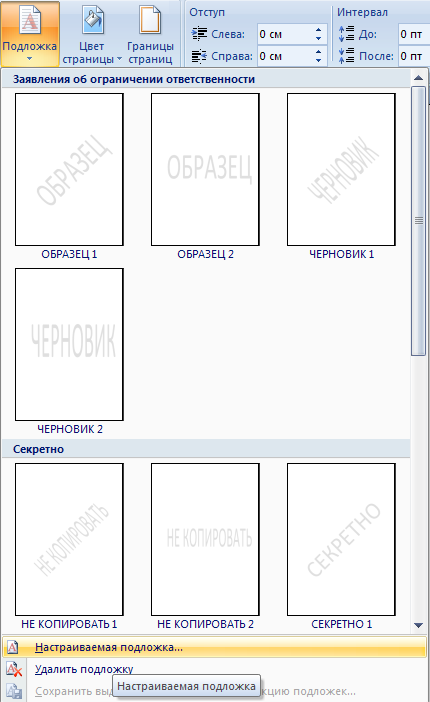 Подложка
Цвет страницы
Границы страниц
Отступ
Слева: 0 см
Справа: 0 см
Интервал
До: 0 пт
После: 0 пт
Заявления об ограничении ответственности
ОБРАЗЕЦ
ОБРАЗЕЦ
ЧЕРНОВИК
ОБРАЗЕЦ 1
ОБРАЗЕЦ 2
ЧЕРНОВИК 1
ЧЕРНОВИК
ЧЕРНОВИК 2
Секретно
НЕ КОПИРОВАТЬ
НЕ КОПИРОВАТЬ
СЕКРЕТНО
НЕ КОПИРОВАТЬ 1
НЕ КОПИРОВАТЬ 2
СЕКРЕТНО 1
Настраиваемая подложка...
Удалить подложку
Настраиваемая подложка
Сохранить подложек...